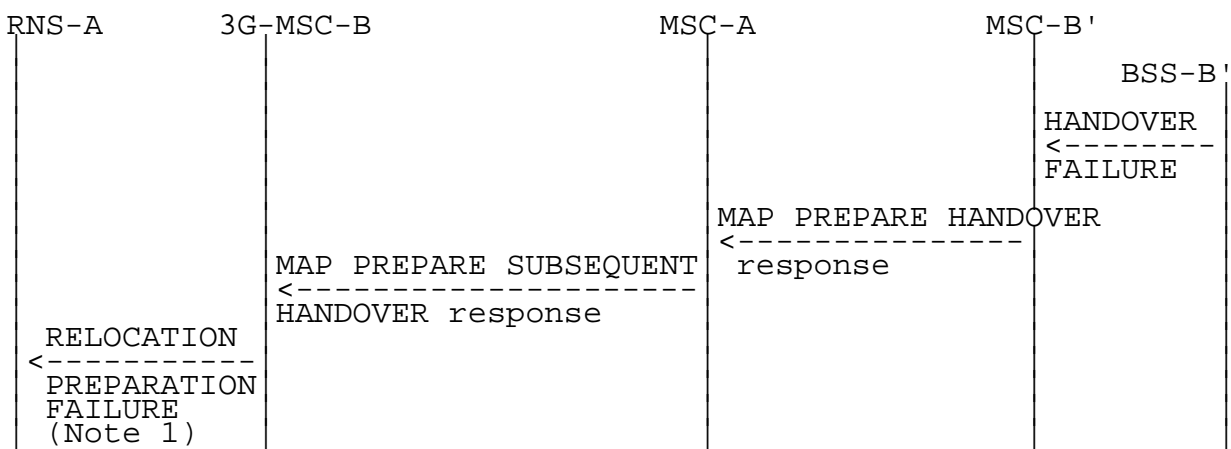 RNS-A 3G-MSC-B MSC-A MSC-B'
BSS-B'
HANDOVER
FAILURE
MAP PREPARE HANDOVER
response
MAP PREPARE SUBSEQUENT
HANDOVER response
RELOCATION
PREPARATION
FAILURE
(Note 1)